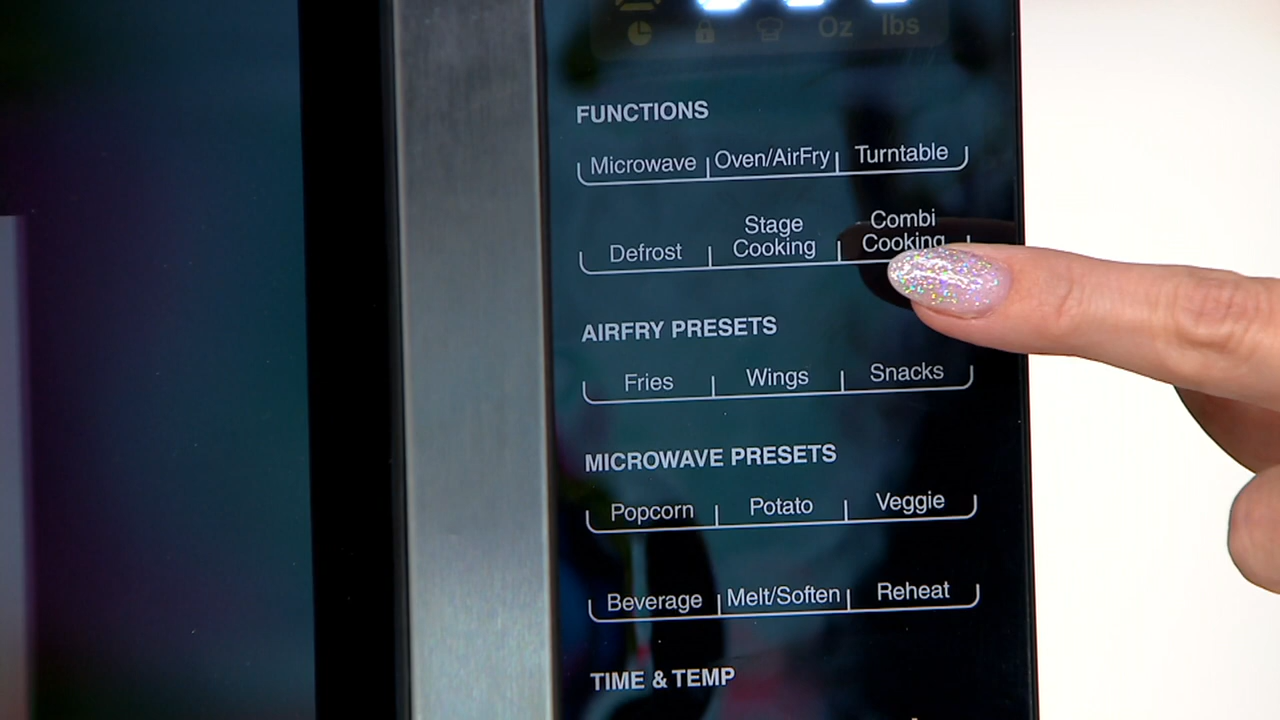 Oz lbs
FUNCTIONS
Microwave Oven/AirFry Turntable
Defrost Stage Cooking Combi Cooking
AIRFRY PRESETS
Fries Wings Snacks
MICROWAVE PRESETS
Popcorn Potato Veggie
Beverage Melt/Soften Reheat
TIME & TEMP